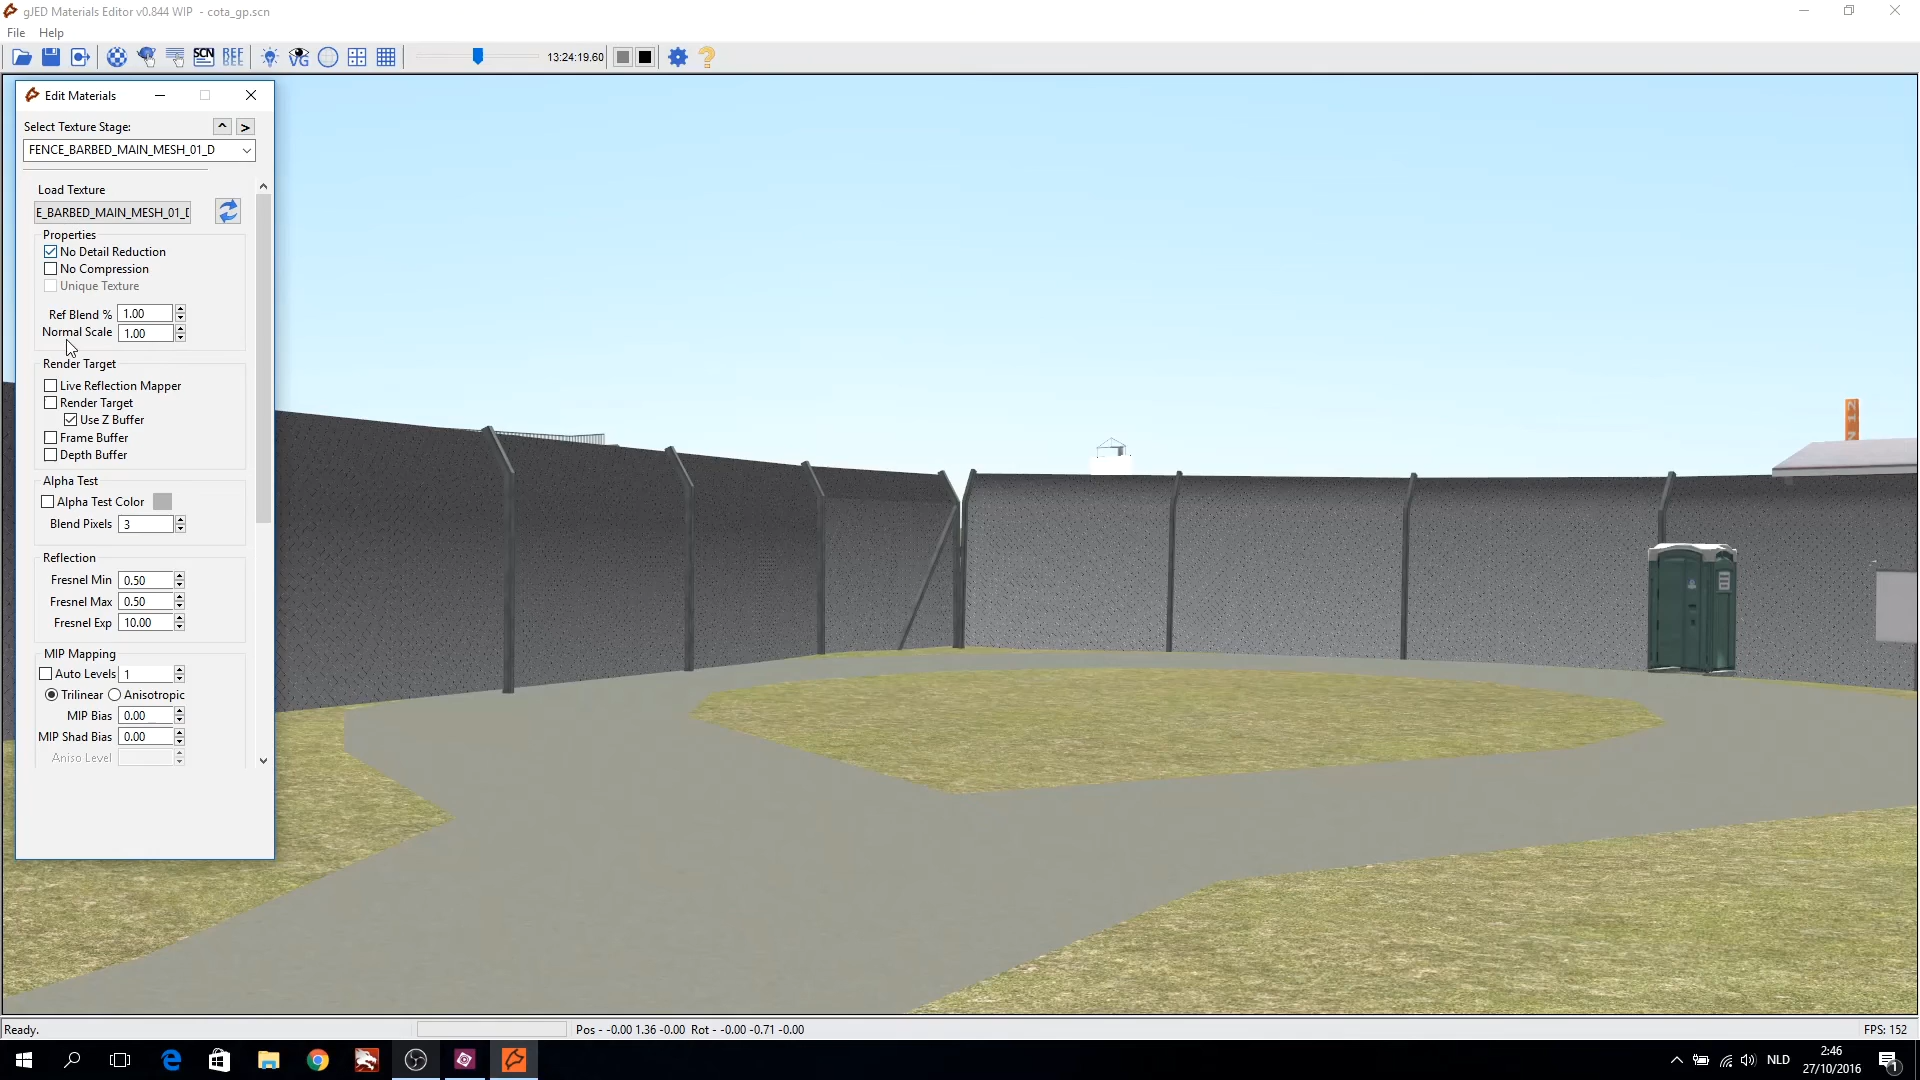 gJED Materials Editor v0.844 WIP - cota_gp.scn
File Help
SCN REF VG 13:24:19.60
Edit Materials
Select Texture Stage: ^ >
FENCE_BARBED_MAIN_MESH_01_D
Load Texture
E_BARBED_MAIN_MESH_01_D
Properties
No Detail Reduction
No Compression
Unique Texture
Ref Blend % 1.00
Normal Scale 1.00
Render Target
Live Reflection Mapper
Render Target
Use Z Buffer
Frame Buffer
Depth Buffer
Alpha Test
Alpha Test Color
Blend Pixels 3
Reflection
Fresnel Min 0.50
Fresnel Max 0.50
Fresnel Exp 10.00
MIP Mapping
Auto Levels 1
Trilinear Anisotropic
MIP Bias 0.00
MIP Shad Bias 0.00
Aniso Level
Ready. Pos - -0.00 1.36 -0.00 Rot - -0.00 -0.71 -0.00 FPS: 152
NLD 2:46
27/10/2016 1